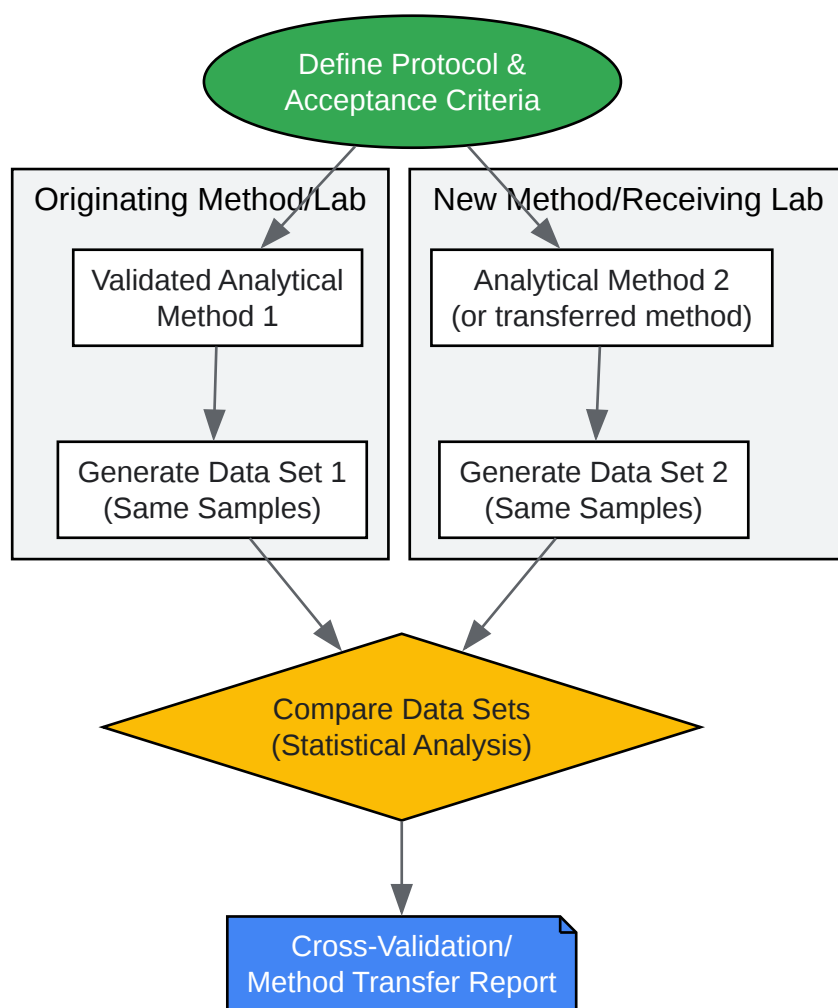 Define Protocol &
Acceptance Criteria
Originating Method/Lab
Validated Analytical
Method 1
Generate Data Set 1
(Same Samples)
New Method/Receiving Lab
Analytical Method 2
(or transferred method)
Generate Data Set 2
(Same Samples)
Compare Data Sets
(Statistical Analysis)
Cross-Validation/
Method Transfer Report